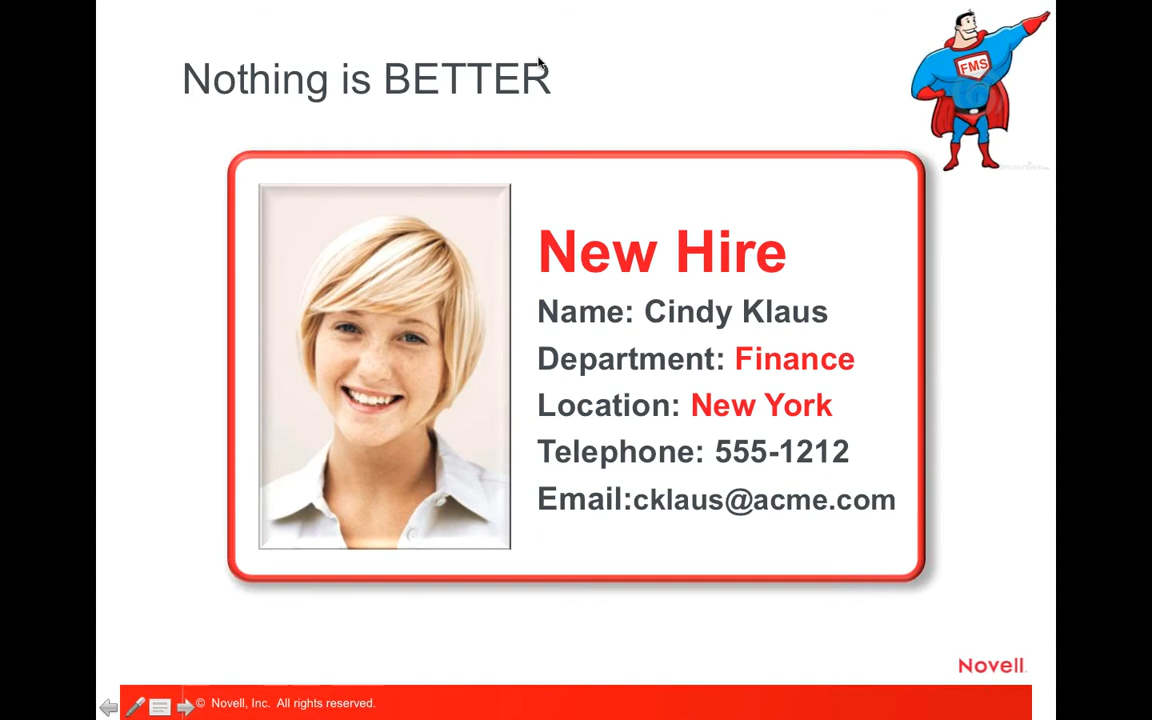 Nothing is BETTER
FMS
New Hire
Name: Cindy Klaus
Department: Finance
Location: New York
Telephone: 555-1212
Email:cklaus@acme.com
Novell
© Novell, Inc. All rights reserved.